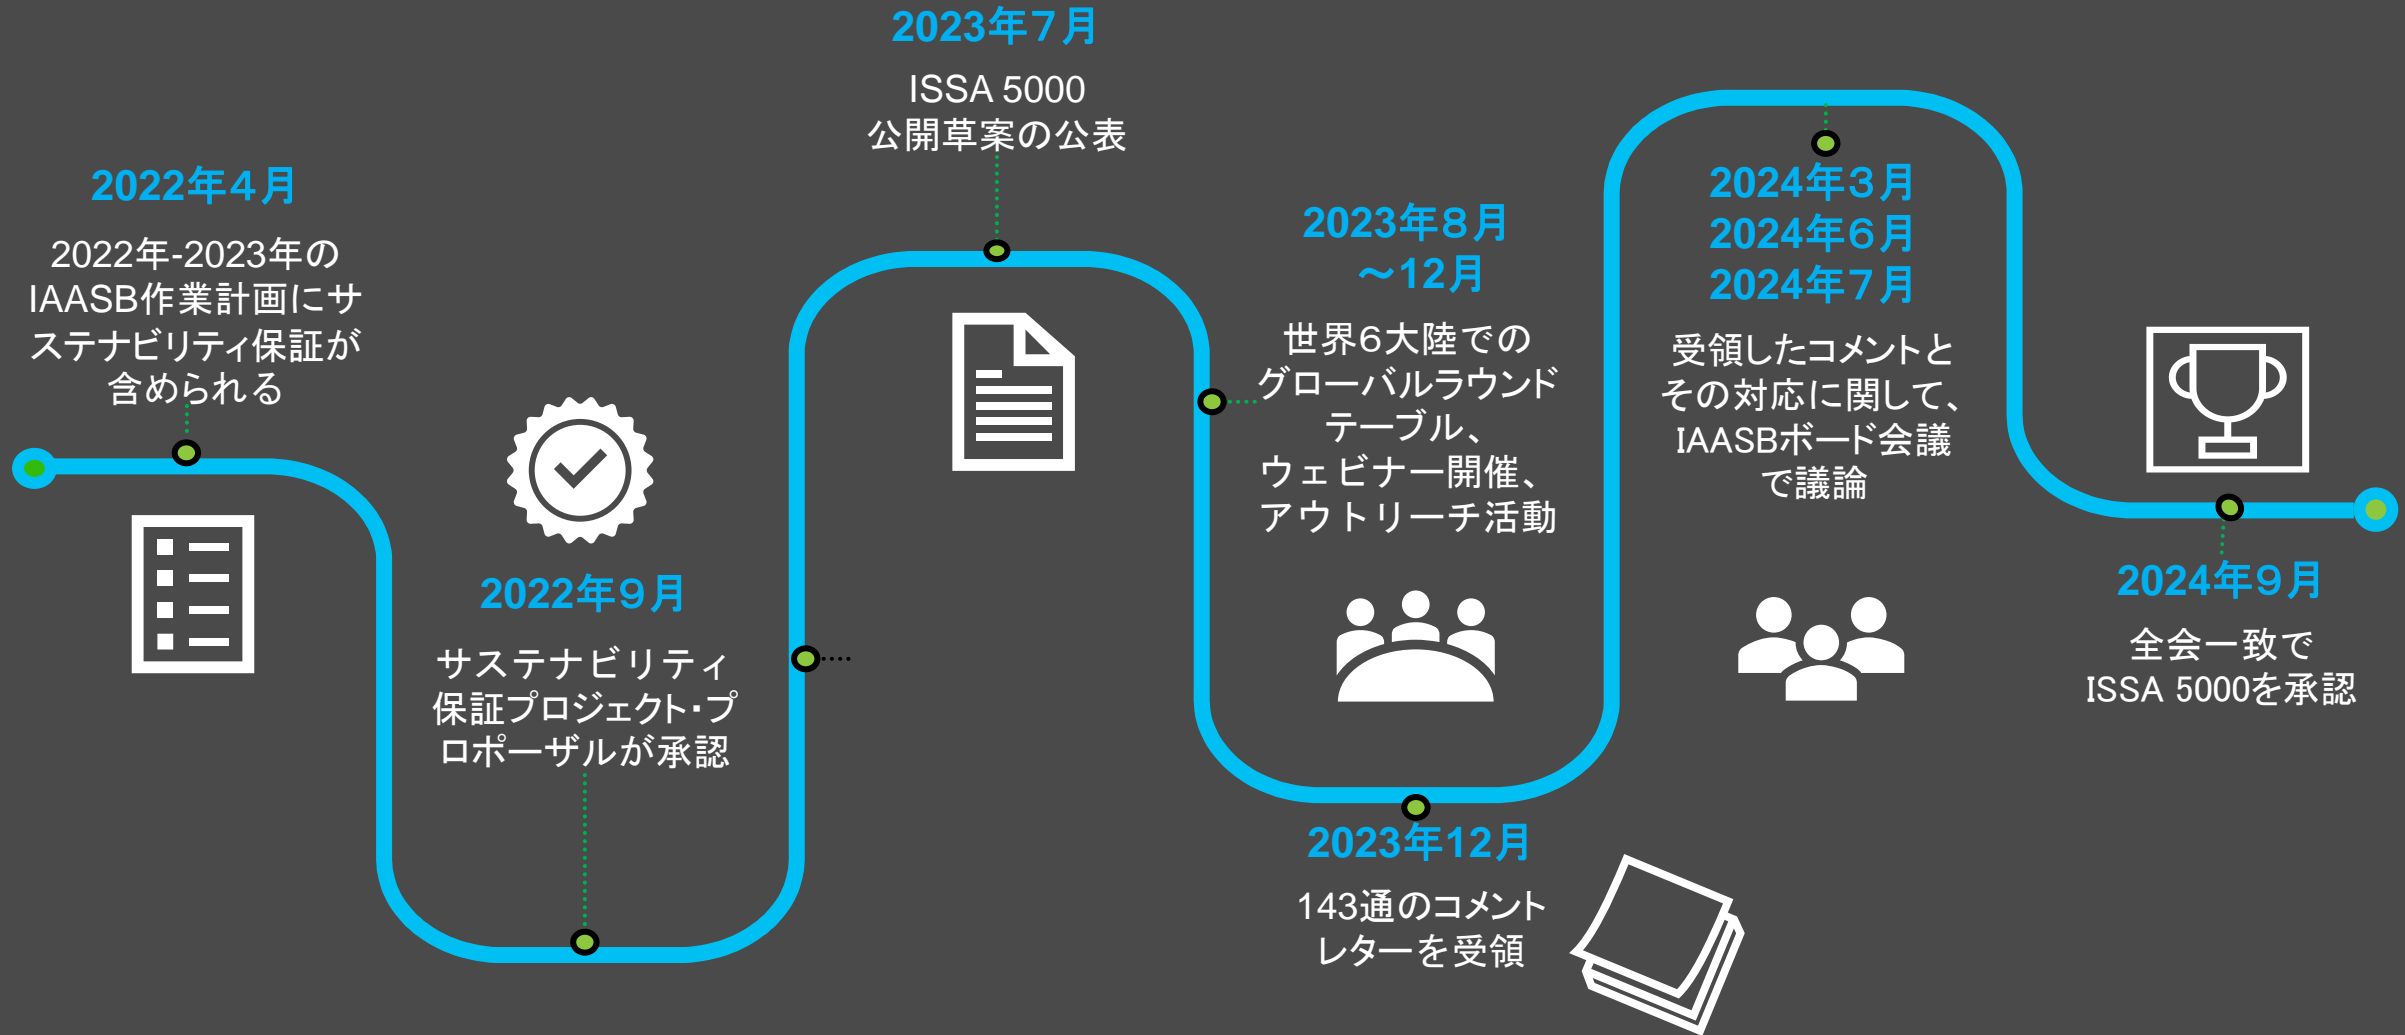 2022年４月
2022年-2023年の
IAASB作業計画にサ
ステナビリティ保証が
含められる
2022年９月
サステナビリティ
保証プロジェクト・プ
ロポーザルが承認
2023年７月
ISSA 5000
公開草案の公表
2023年８月
～12月
世界６大陸での
グローバルラウンド
テーブル、
ウェビナー開催、
アウトリーチ活動
2023年12月
143通のコメント
レターを受領
2024年３月
2024年６月
2024年７月
受領したコメントと
その対応に関して、
IAASBボード会議
で議論
2024年９月
全会一致で
ISSA 5000を承認